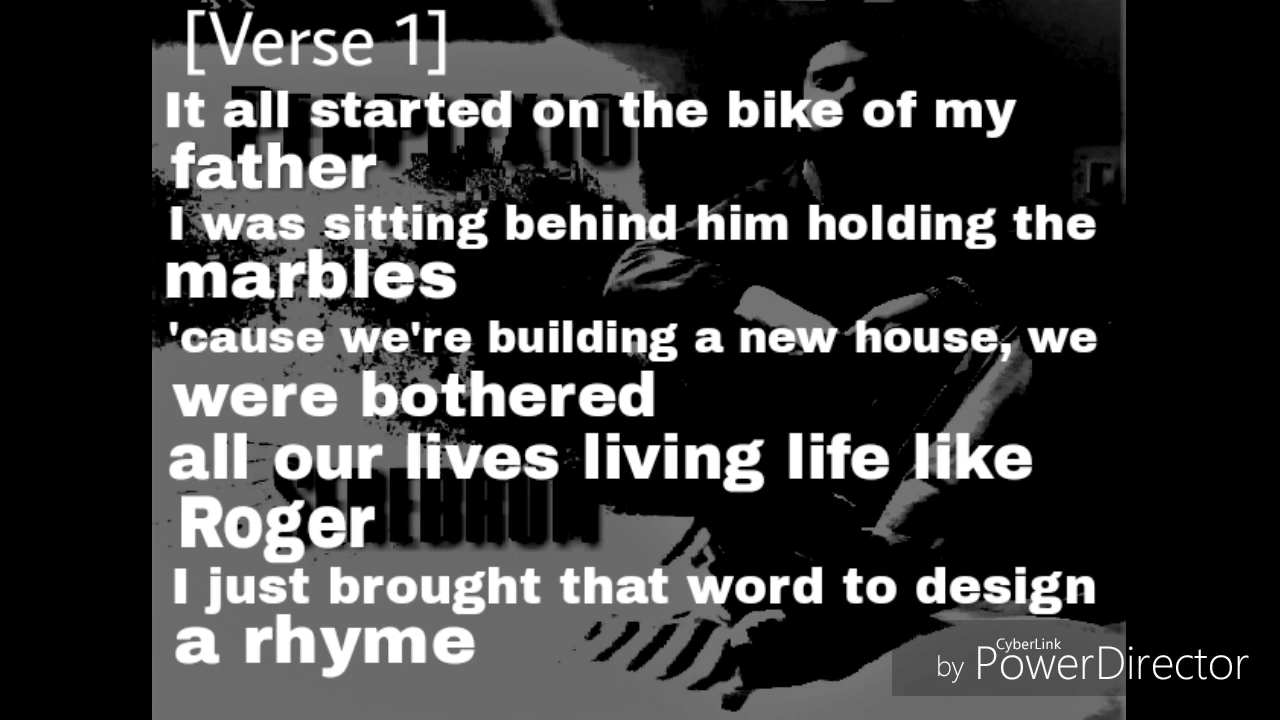 [Verse 1]
It all started on the bike of my
father
I was sitting behind him holding the
marbles
'cause we're building a new house, we
were bothered
all our lives living life like
Roger
I just brought that word to design
a rhyme
CyberLink
by PowerDirector